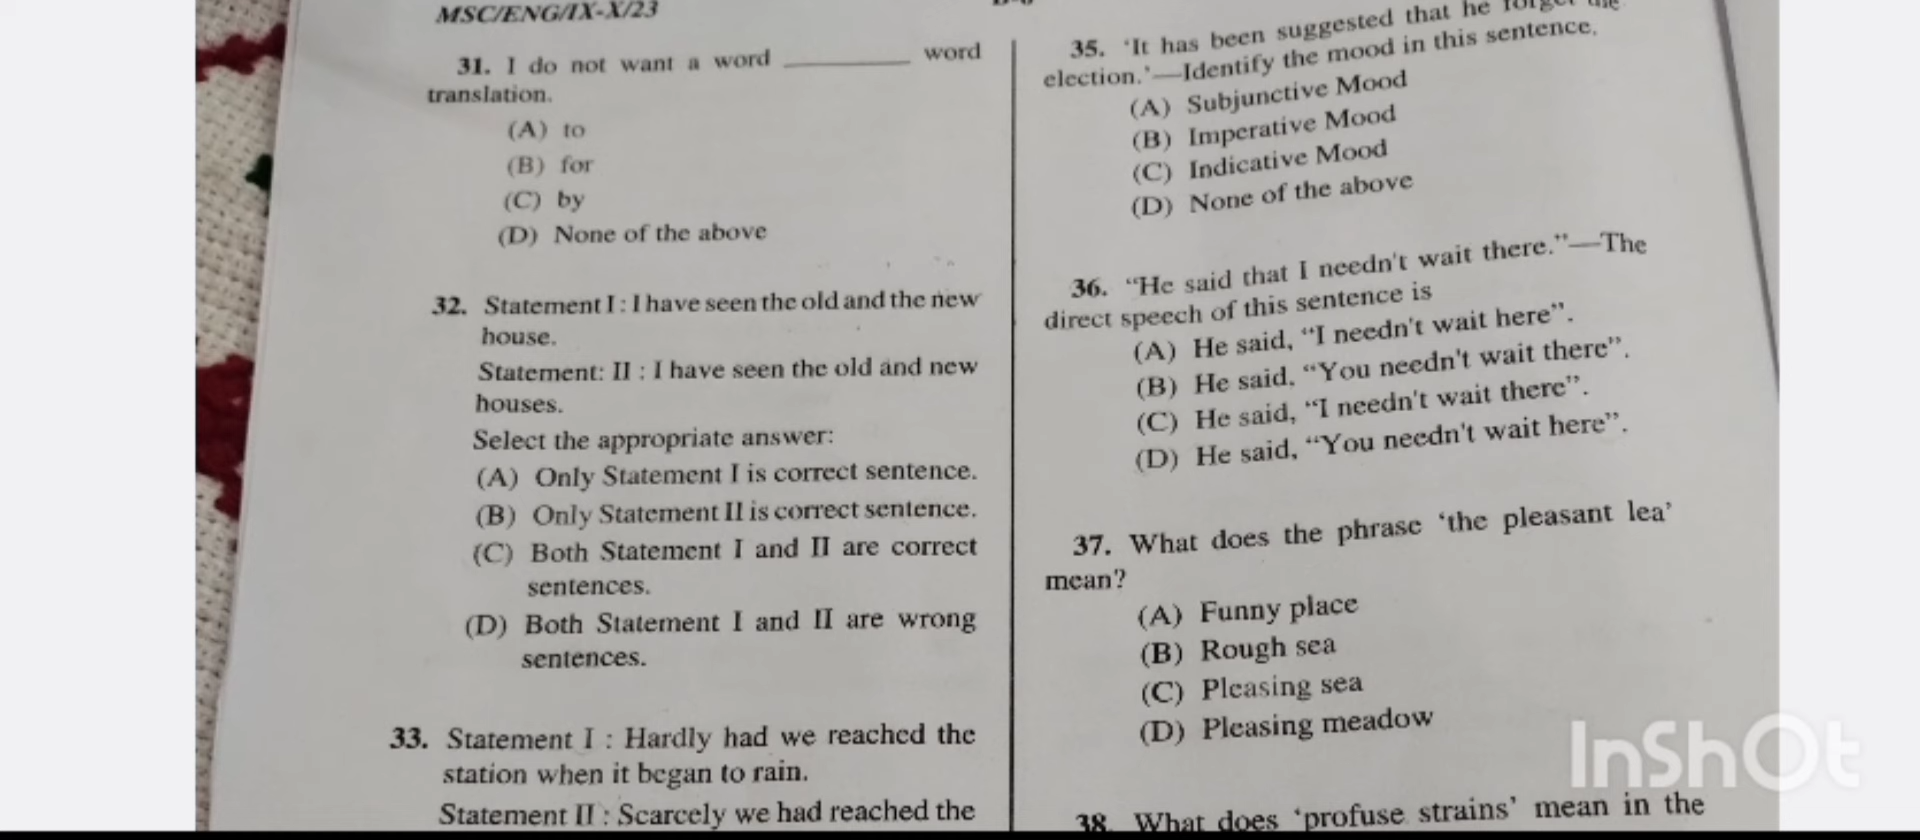 MSC/ENG/IX-X/23
31. I do not want a word ________ word
translation.
(A) to
(B) for
(C) by
(D) None of the above
32. Statement I : I have seen the old and the new
house.
Statement: II : I have seen the old and new
houses.
Select the appropriate answer:
(A) Only Statement I is correct sentence.
(B) Only Statement II is correct sentence.
(C) Both Statement I and II are correct
sentences.
(D) Both Statement I and II are wrong
sentences.
33. Statement I : Hardly had we reached the
station when it began to rain.
Statement II : Scarcely we had reached the
35. 'It has been suggested that he forget the
election.'—Identify the mood in this sentence.
(A) Subjunctive Mood
(B) Imperative Mood
(C) Indicative Mood
(D) None of the above
36. "He said that I needn't wait there."—The
direct speech of this sentence is
(A) He said, "I needn't wait here".
(B) He said, "You needn't wait there".
(C) He said, "I needn't wait there".
(D) He said, "You needn't wait here".
37. What does the phrase 'the pleasant lea'
mean?
(A) Funny place
(B) Rough sea
(C) Pleasing sea
(D) Pleasing meadow
38. What does 'profuse strains' mean in the
InShOt